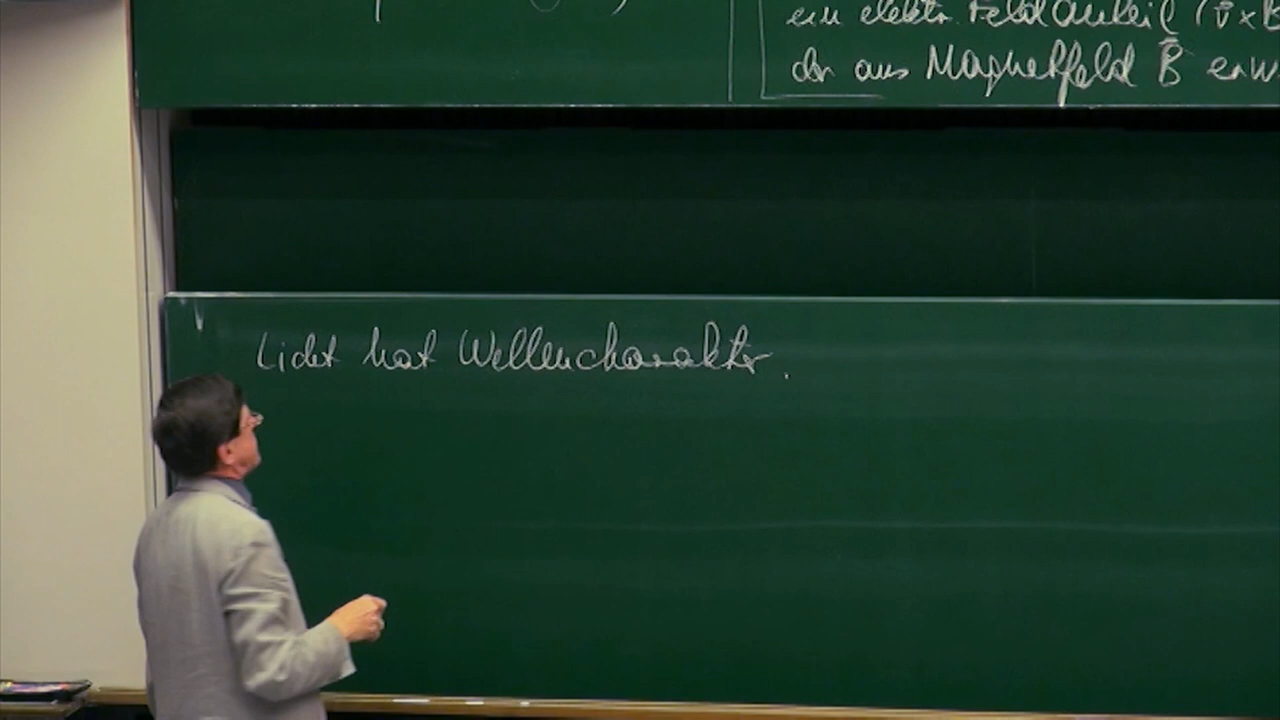 ein elektr. Feldanteil (v⃗×B
der aus Magnetfeld B⃗ erw
Licht hat Wellencharakter.